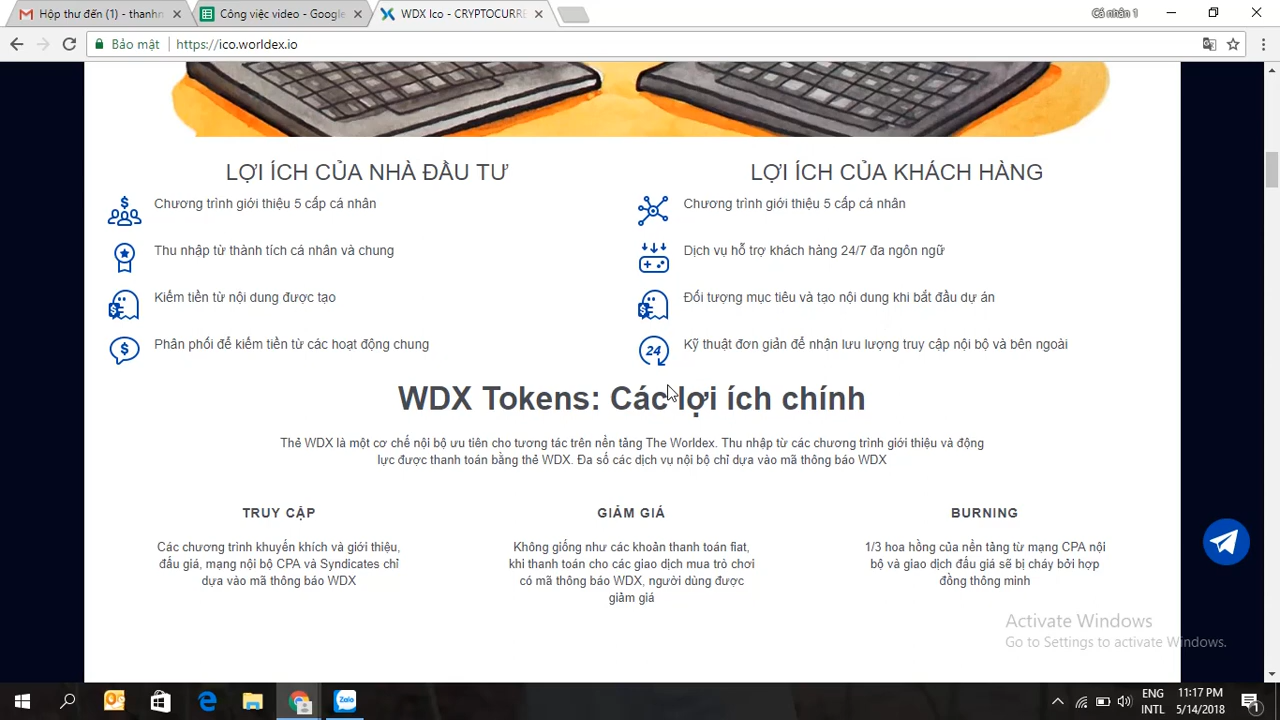 Hộp thư đến (1) - thanhn
Công việc video - Google
WDX Ico - CRYPTOCURRE
Cá nhân 1
Bảo mật
https://ico.worldex.io
LỢI ÍCH CỦA NHÀ ĐẦU TƯ
Chương trình giới thiệu 5 cấp cá nhân
Thu nhập từ thành tích cá nhân và chung
Kiếm tiền từ nội dung được tạo
Phân phối để kiếm tiền từ các hoạt động chung
LỢI ÍCH CỦA KHÁCH HÀNG
Chương trình giới thiệu 5 cấp cá nhân
Dịch vụ hỗ trợ khách hàng 24/7 đa ngôn ngữ
Đối tượng mục tiêu và tạo nội dung khi bắt đầu dự án
24
Kỹ thuật đơn giản để nhận lưu lượng truy cập nội bộ và bên ngoài
WDX Tokens: Các lợi ích chính
Thẻ WDX là một cơ chế nội bộ ưu tiên cho tương tác trên nền tảng The Worldex. Thu nhập từ các chương trình giới thiệu và động
lực được thanh toán bằng thẻ WDX. Đa số các dịch vụ nội bộ chỉ dựa vào mã thông báo WDX
TRUY CẬP
Các chương trình khuyến khích và giới thiệu,
đấu giá, mạng nội bộ CPA và Syndicates chỉ
dựa vào mã thông báo WDX
GIẢM GIÁ
Không giống như các khoản thanh toán fiat,
khi thanh toán cho các giao dịch mua trò chơi
có mã thông báo WDX, người dùng được
giảm giá
BURNING
1/3 hoa hồng của nền tảng từ mạng CPA nội
bộ và giao dịch đấu giá sẽ bị cháy bởi hợp
đồng thông minh
Activate Windows
Go to Settings to activate Windows.
Zalo
ENG
INTL
11:17 PM
5/14/2018
1